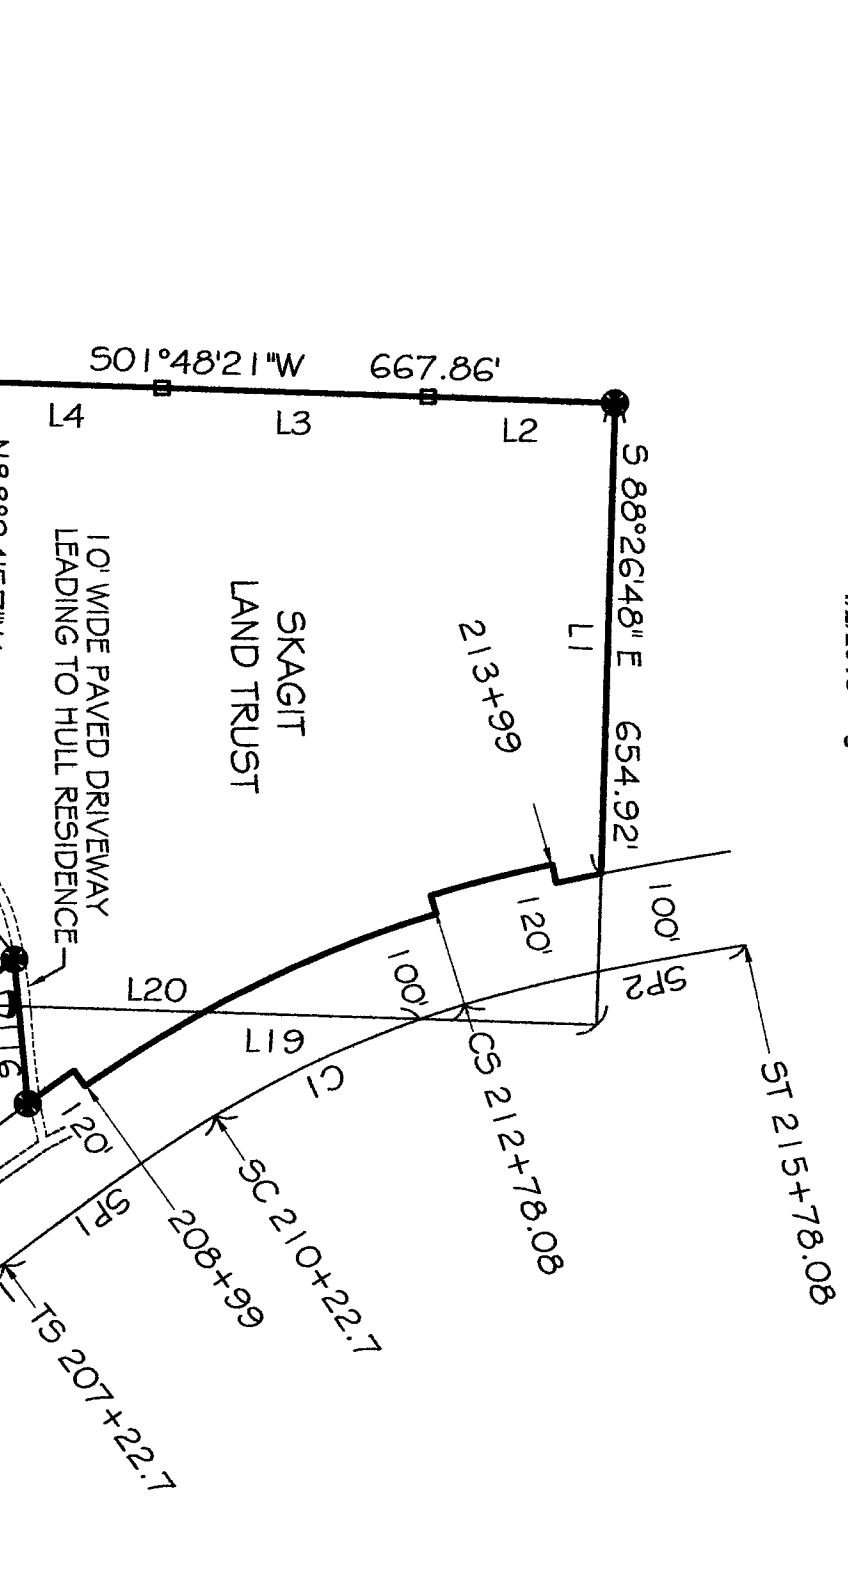 S01°48'21"W 667.86'
L4
L3
L2
S 88°26'48" E 654.92'
L1
213+99
SKAGIT
LAND TRUST
10' WIDE PAVED DRIVEWAY
LEADING TO HULL RESIDENCE
100'
120'
100'
SP2
L20
L19
C1
CS 212+78.08
ST 215+78.08
120'
SP1
SC 210+22.7
208+99
TS 207+22.7